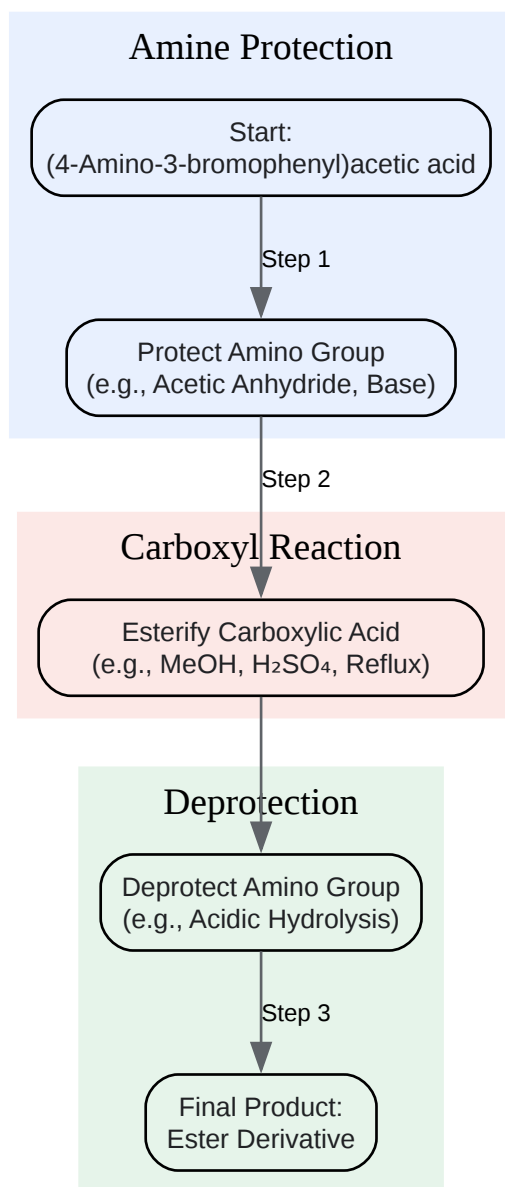 Amine Protection
Start:
(4-Amino-3-bromophenyl)acetic acid
Step 1
Protect Amino Group
(e.g., Acetic Anhydride, Base)
Step 2
Carboxyl Reaction
Esterify Carboxylic Acid
(e.g., MeOH, H₂SO₄, Reflux)
Deprotection
Deprotect Amino Group
(e.g., Acidic Hydrolysis)
Step 3
Final Product:
Ester Derivative